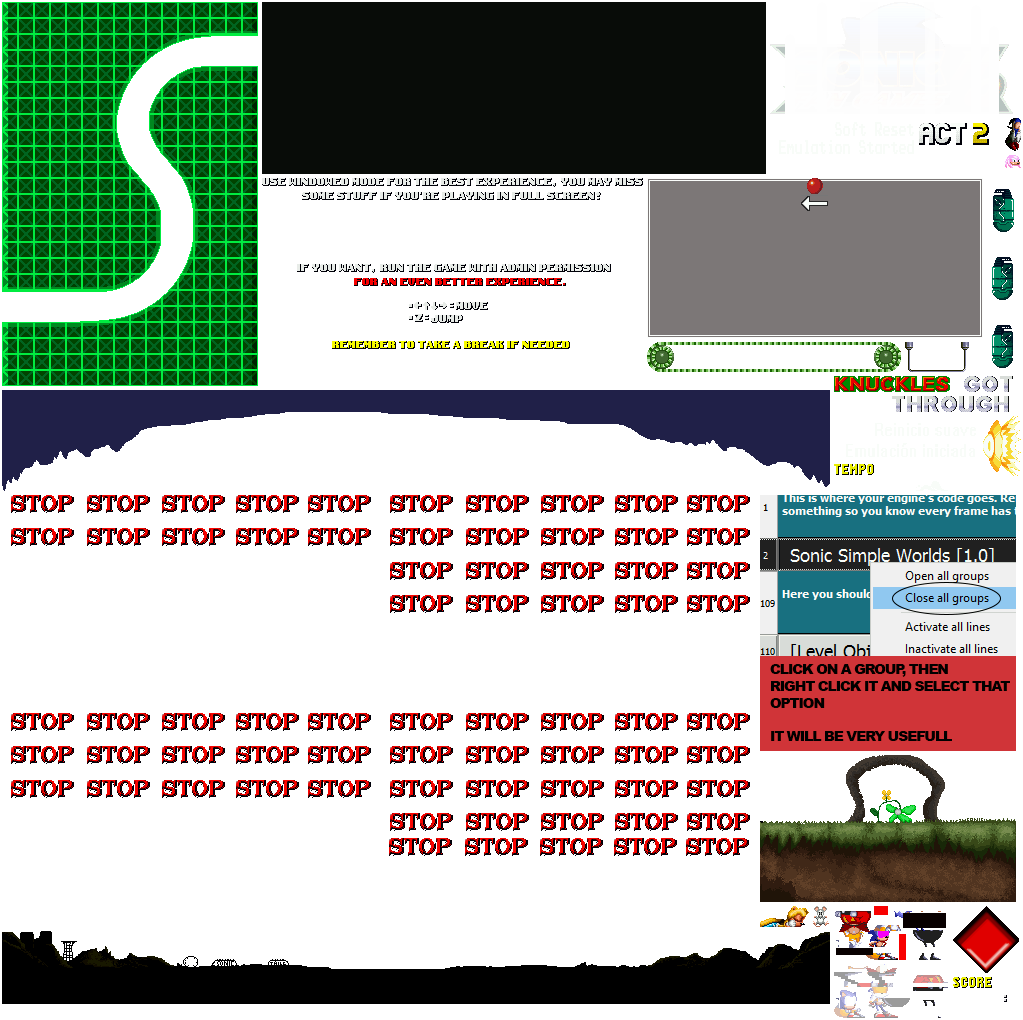 Soft Reset
Emulation Started
ACT 2
USE WINDOWED MODE FOR THE BEST EXPERIENCE, YOU MAY MISS
SOME STUFF IF YOU'RE PLAYING IN FULL SCREEN!
IF YOU WANT, RUN THE GAME WITH ADMIN PERMISSION
FOR AN EVEN BETTER EXPERIENCE.
-←↑↓→:MOVE
-Z:JUMP
REMEMBER TO TAKE A BREAK IF NEEDED
KNUCKLES GOT
THROUGH
TEMPO
STOP STOP STOP STOP STOP STOP STOP STOP STOP STOP
STOP STOP STOP STOP STOP STOP STOP STOP STOP STOP
STOP STOP STOP STOP STOP
STOP STOP STOP STOP STOP
STOP STOP STOP STOP STOP STOP STOP STOP STOP STOP
STOP STOP STOP STOP STOP STOP STOP STOP STOP STOP
STOP STOP STOP STOP STOP STOP STOP STOP STOP STOP
STOP STOP STOP STOP STOP
STOP STOP STOP STOP STOP
1
This is where your engine's code goes. Re
something so you know every frame has
2
Sonic Simple Worlds [1.0]
Open all groups
Close all groups
109
Here you should
Activate all lines
Inactivate all lines
110
[Level Obj
CLICK ON A GROUP, THEN
RIGHT CLICK IT AND SELECT THAT
OPTION
IT WILL BE VERY USEFULL
SCORE